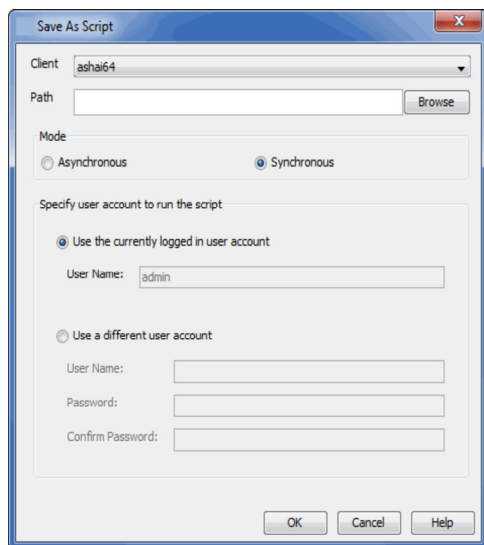 Save As Script
Client ashai64
Path Browse
Mode
Asynchronous Synchronous
Specify user account to run the script
Use the currently logged in user account
User Name: admin
Use a different user account
User Name:
Password:
Confirm Password:
OK Cancel Help